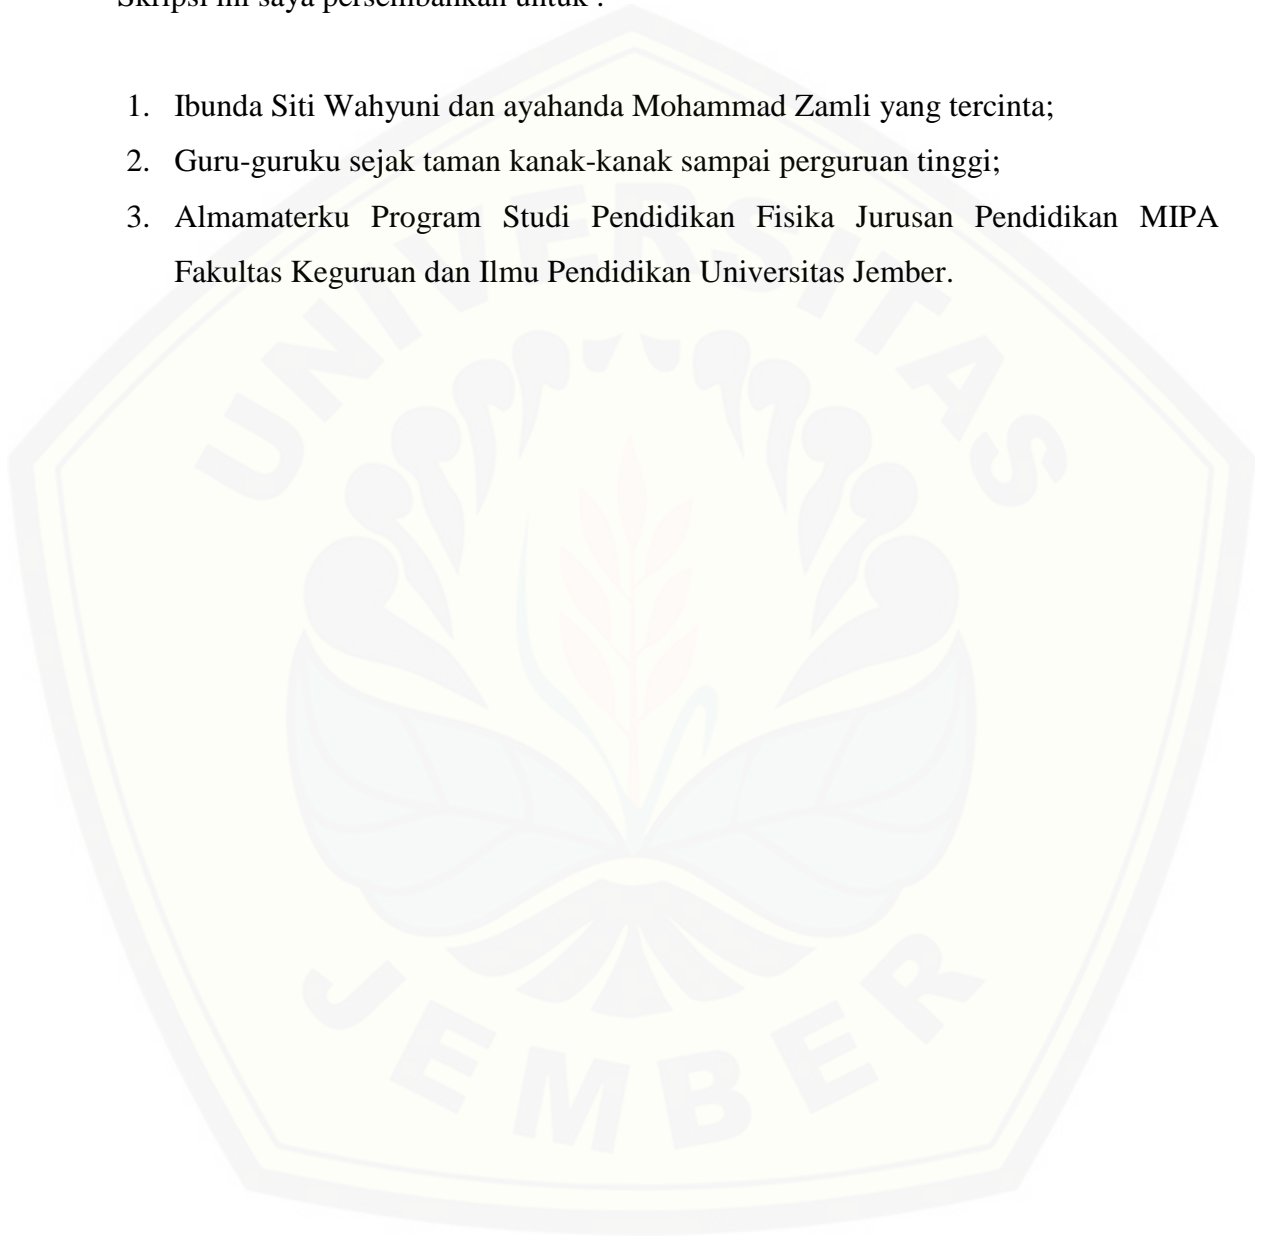 Skripsi ini saya persembahkan untuk :
1. Ibunda Siti Wahyuni dan ayahanda Mohammad Zamli yang tercinta;
2. Guru-guruku sejak taman kanak-kanak sampai perguruan tinggi;
3. Almamaterku Program Studi Pendidikan Fisika Jurusan Pendidikan MIPA
Fakultas Keguruan dan Ilmu Pendidikan Universitas Jember.
UNIVERSITAS
JEMBER